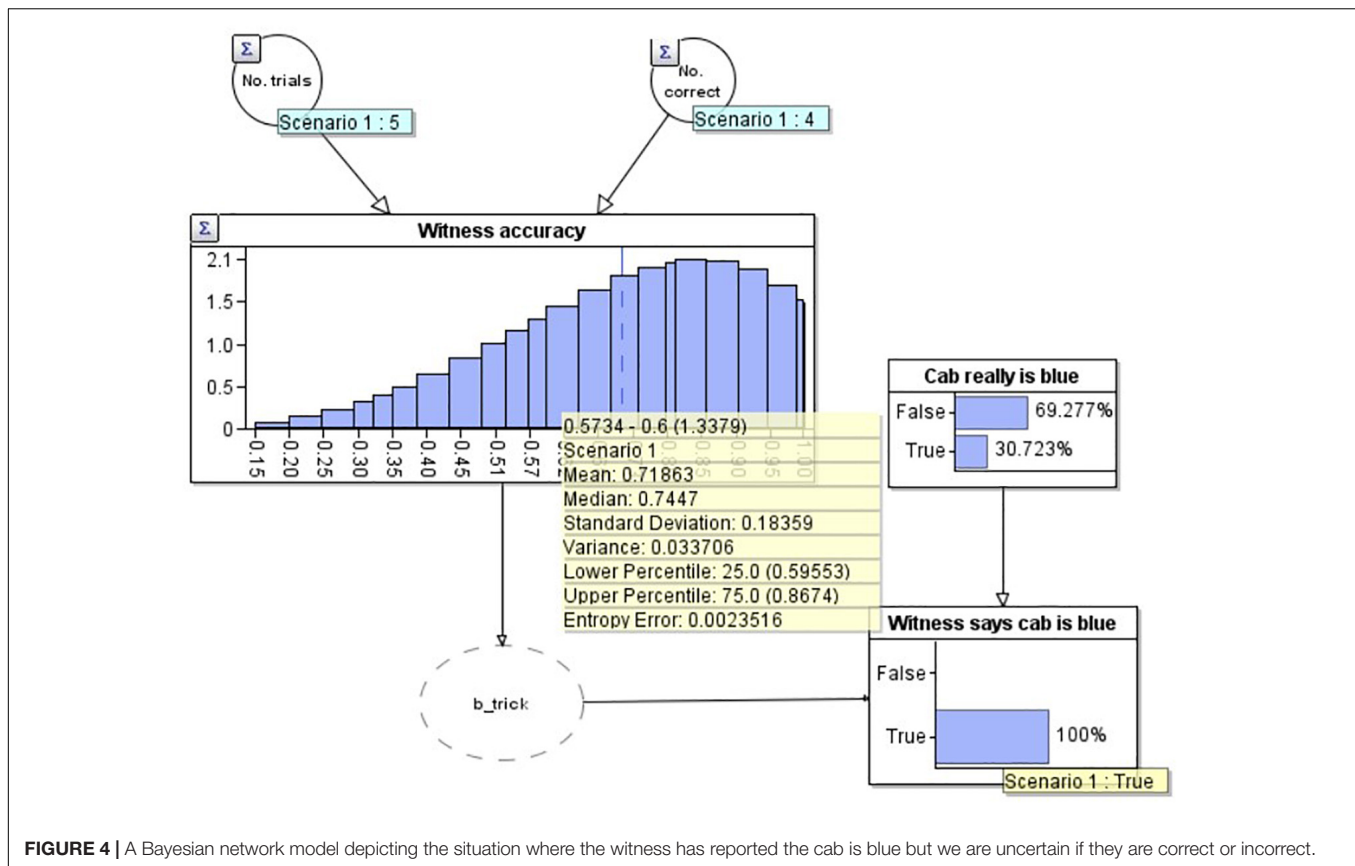 Σ
No. trials
Scenario 1 : 5
Σ
No.
correct
Scenario 1 : 4
Σ
Witness accuracy
2.1
1.5
1.0
0.5
0
0.15
0.20
0.25
0.30
0.35
0.40
0.45
0.51
0.57
0.80
0.85
0.90
0.95
1.00
0.5734 - 0.6 (1.3379)
Scenario 1
Mean: 0.71863
Median: 0.7447
Standard Deviation: 0.18359
Variance: 0.033706
Lower Percentile: 25.0 (0.59553)
Upper Percentile: 75.0 (0.8674)
Entropy Error: 0.0023516
Cab really is blue
False
69.277%
True
30.723%
b_trick
Witness says cab is blue
False
True
100%
Scenario 1 : True
FIGURE 4 | A Bayesian network model depicting the situation where the witness has reported the cab is blue but we are uncertain if they are correct or incorrect.